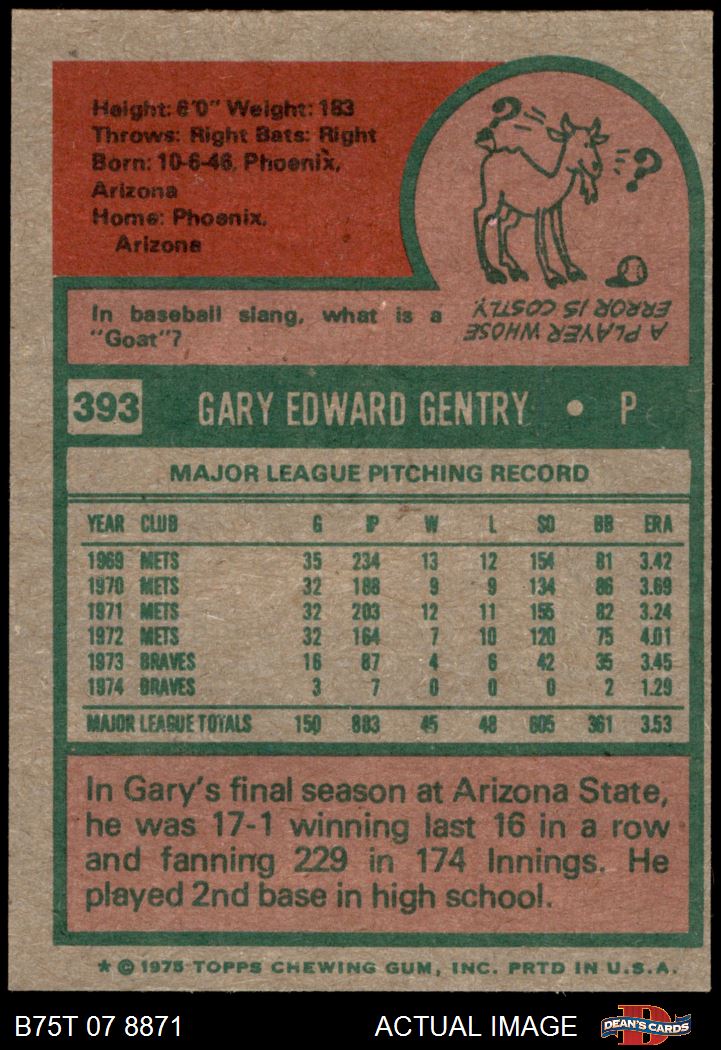 Height: 6'0" Weight: 183
Throws: Right Bats: Right
Born: 10-6-46, Phoenix,
Arizona
Home: Phoenix,
Arizona
In baseball slang, what is a
"Goat"?
A PLAYER WHOSE
ERROR IS COSTLY.
393 GARY EDWARD GENTRY • P
MAJOR LEAGUE PITCHING RECORD
YEAR CLUB G IP W L SO BB ERA
1969 METS 35 234 13 12 154 81 3.42
1970 METS 32 188 9 9 134 86 3.69
1971 METS 32 203 12 11 155 82 3.24
1972 METS 32 164 7 10 120 75 4.01
1973 BRAVES 16 87 4 6 42 35 3.45
1974 BRAVES 3 7 0 0 0 2 1.29
MAJOR LEAGUE TOTALS 150 883 45 48 605 361 3.53
In Gary's final season at Arizona State,
he was 17-1 winning last 16 in a row
and fanning 229 in 174 Innings. He
played 2nd base in high school.
* © 1975 TOPPS CHEWING GUM, INC. PRTD IN U.S.A.
B75T 07 8871 ACTUAL IMAGE D DEAN'S CARDS